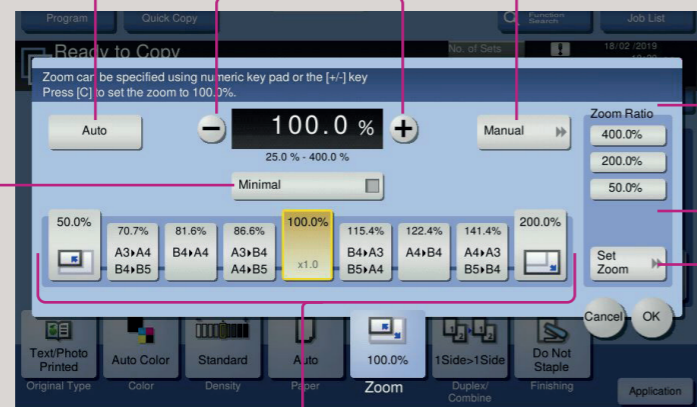 Program
Quick Copy
Function
Search
Job List
Ready to Copy
No. of Sets
18/02 /2019
Zoom can be specified using numeric key pad or the [+/-] key
Press [C] to set the zoom to 100.0%.
Auto
100.0 %
25.0 % - 400.0 %
Manual
Minimal
Zoom Ratio
400.0%
200.0%
50.0%
Set
Zoom
50.0%
70.7%
A3▸A4
B4▸B5
81.6%
B4▸A4
86.6%
A3▸B4
A4▸B5
100.0%
x1.0
115.4%
B4▸A3
B5▸A4
122.4%
A4▸B4
141.4%
A4▸A3
B5▸B4
200.0%
Cancel
OK
Text/Photo
Printed
Auto Color
Standard
Auto
100.0%
1Side>1Side
Do Not
Staple
Original Type
Color
Density
Paper
Zoom
Duplex/
Combine
Finishing
Application